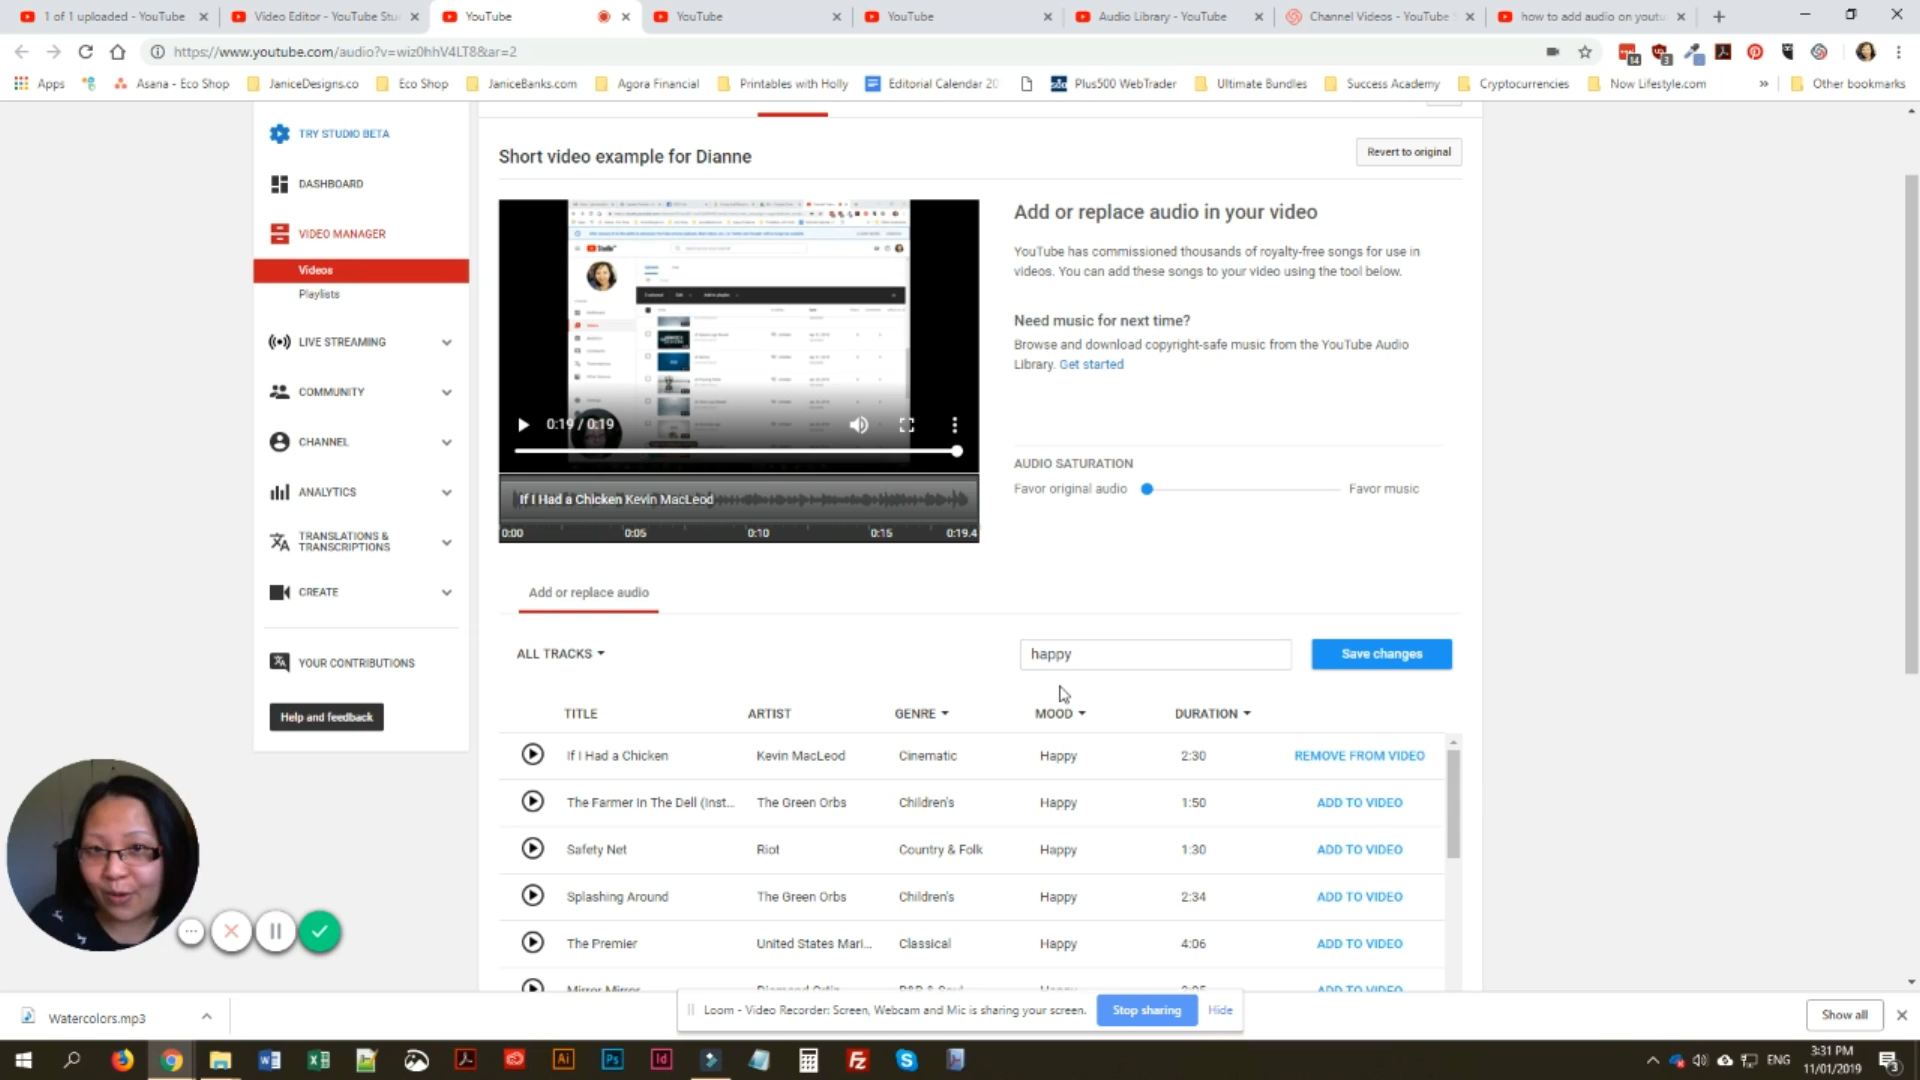 1 of 1 uploaded - YouTube
Video Editor - YouTube Stu
YouTube
YouTube
YouTube
Audio Library - YouTube
Channel Videos - YouTube
how to add audio on youtu
https://www.youtube.com/audio?v=wiz0hhV4LT8&ar=2
14
3
Apps
Asana - Eco Shop
JaniceDesigns.co
Eco Shop
JaniceBanks.com
Agora Financial
Printables with Holly
Editorial Calendar 20
Plus500 WebTrader
Ultimate Bundles
Success Academy
Cryptocurrencies
Now Lifestyle.com
»
Other bookmarks
TRY STUDIO BETA
DASHBOARD
VIDEO MANAGER
Videos
Playlists
LIVE STREAMING
COMMUNITY
CHANNEL
ANALYTICS
TRANSLATIONS &
TRANSCRIPTIONS
CREATE
YOUR CONTRIBUTIONS
Help and feedback
Short video example for Dianne
Revert to original
0:19 / 0:19
If I Had a Chicken Kevin MacLeod
0:00 0:05 0:10 0:15 0:19.4
Add or replace audio in your video
YouTube has commissioned thousands of royalty-free songs for use in
videos. You can add these songs to your video using the tool below.
Need music for next time?
Browse and download copyright-safe music from the YouTube Audio
Library. Get started
AUDIO SATURATION
Favor original audio Favor music
Add or replace audio
ALL TRACKS
happy
Save changes
TITLE ARTIST GENRE MOOD DURATION
If I Had a Chicken Kevin MacLeod Cinematic Happy 2:30 REMOVE FROM VIDEO
The Farmer In The Dell (Inst... The Green Orbs Children's Happy 1:50 ADD TO VIDEO
Safety Net Riot Country & Folk Happy 1:30 ADD TO VIDEO
Splashing Around The Green Orbs Children's Happy 2:34 ADD TO VIDEO
The Premier United States Mari... Classical Happy 4:06 ADD TO VIDEO
Mirror Mirror Happy ADD TO VIDEO
Loom - Video Recorder: Screen, Webcam and Mic is sharing your screen.
Stop sharing
Hide
Watercolors.mp3
Show all
ENG
3:31 PM
11/01/2019
3